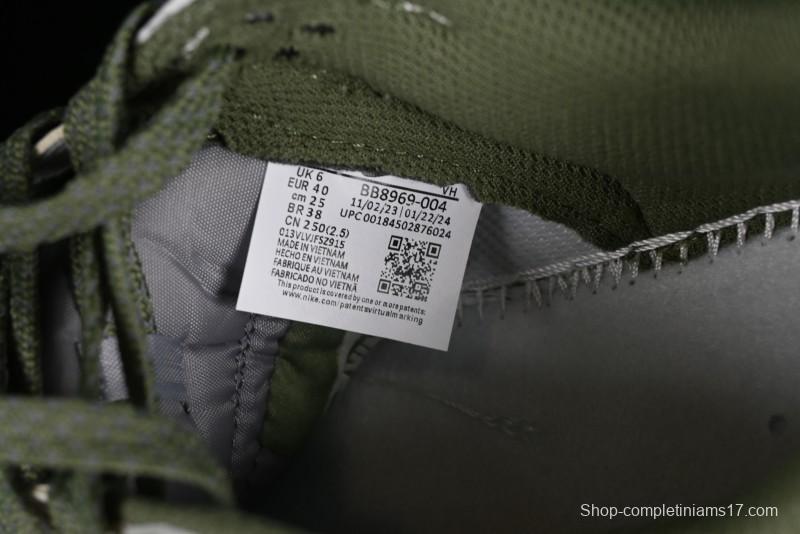 UK 6
EUR 40
cm 25
BR 38
CN 250(2.5)
013VLVJFSZ915
MADE IN VIETNAM
HECHO EN VIETNAM
FABRIQUE AU VIETNAM
FABRICADO NO VIETNÃ
This product is covered by one or more patents:
www.nike.com/patentsvirtualmarking
VH
BB8969-004
11/02/23 | 01/22/24
UPC00184502876024
Shop-completiniams17.com